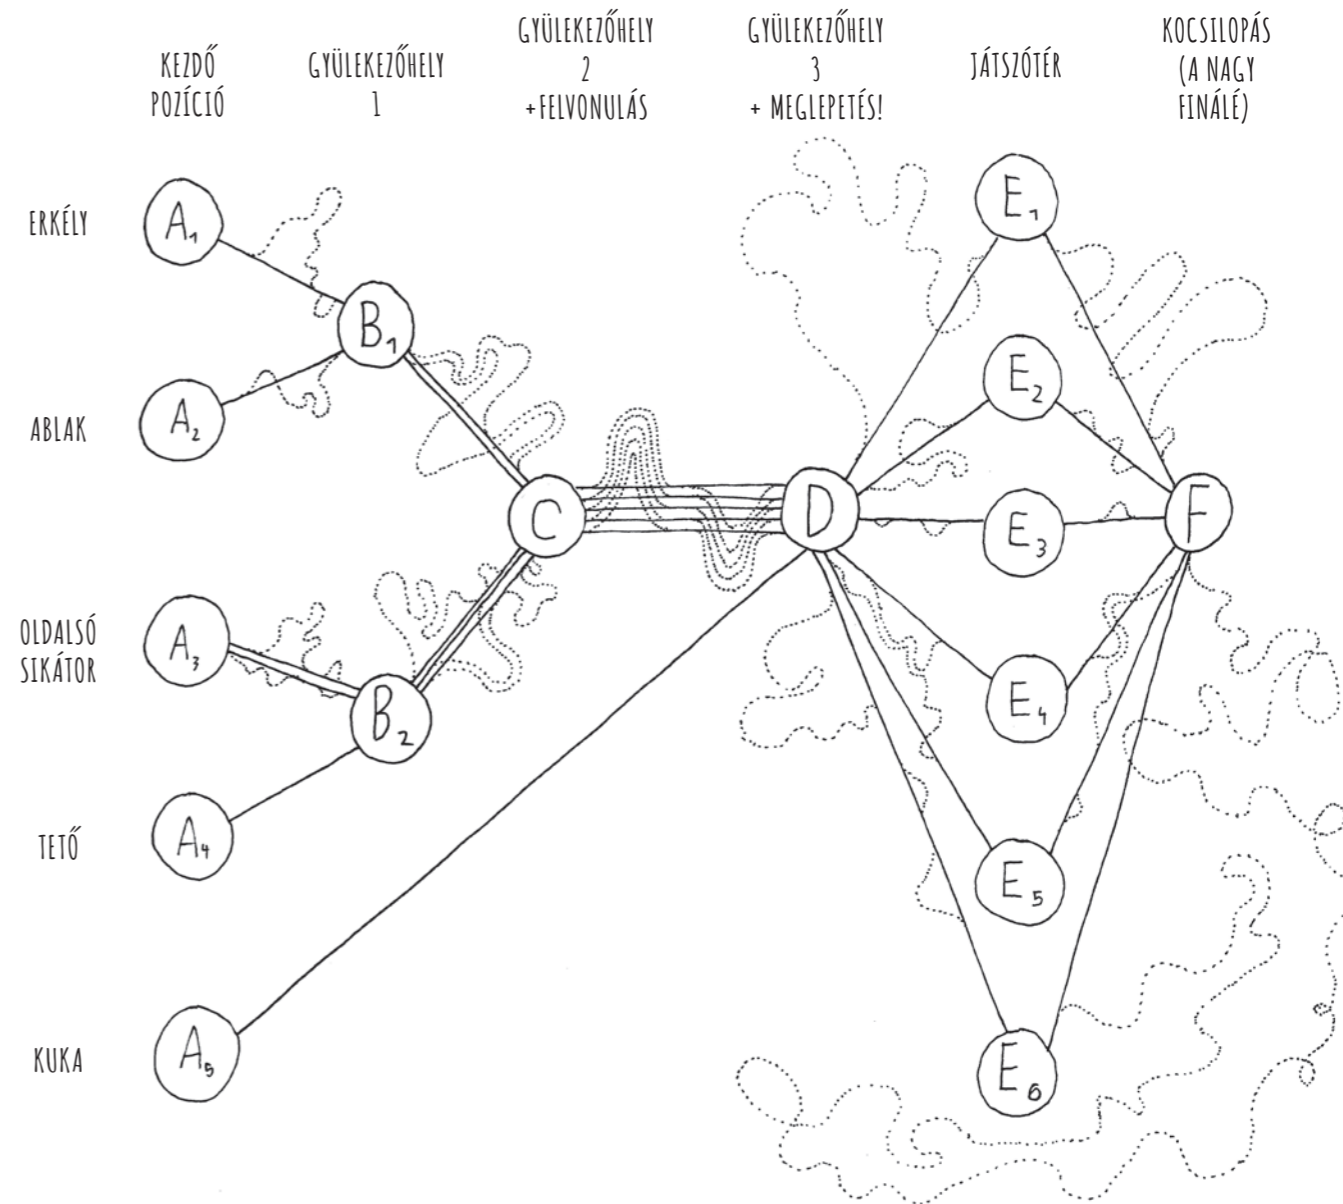 KEZDŐ
POZÍCIÓ
GYÜLEKEZŐHELY
1
GYÜLEKEZŐHELY
2
+FELVONULÁS
GYÜLEKEZŐHELY
3
+ MEGLEPETÉS!
JÁTSZÓTÉR
KOCSILOPÁS
(A NAGY
FINÁLÉ)
ERKÉLY
A₁
B₁
E₁
ABLAK
A₂
E₂
C
D
E₃
F
OLDALSÓ
SIKÁTOR
A₃
B₂
E₄
TETŐ
A₄
E₅
KUKA
A₅
E₆